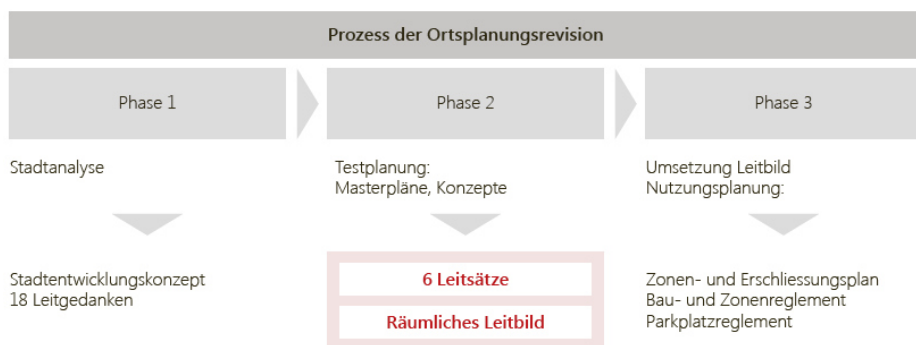 Prozess der Ortsplanungsrevision
Phase 1
Phase 2
Phase 3
Stadtanalyse
Testplanung:
Masterpläne, Konzepte
Umsetzung Leitbild
Nutzungsplanung:
Stadtentwicklungskonzept
18 Leitgedanken
6 Leitsätze
Räumliches Leitbild
Zonen- und Erschliessungsplan
Bau- und Zonenreglement
Parkplatzreglement